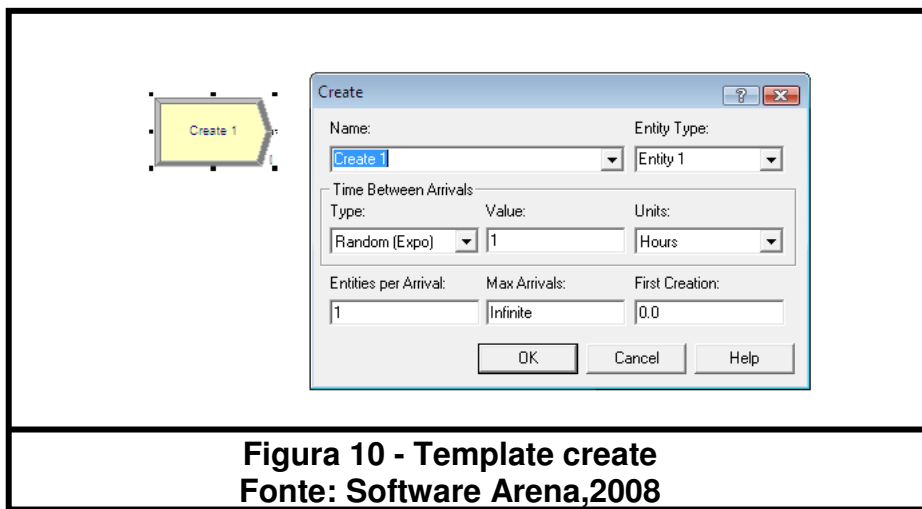 Create 1
Create
Name:
Entity Type:
Create 1
Entity 1
Time Between Arrivals
Type:
Value:
Units:
Random (Expo)
1
Hours
Entities per Arrival:
Max Arrivals:
First Creation:
1
Infinite
0.0
OK
Cancel
Help
Figura 10 - Template create
Fonte: Software Arena,2008